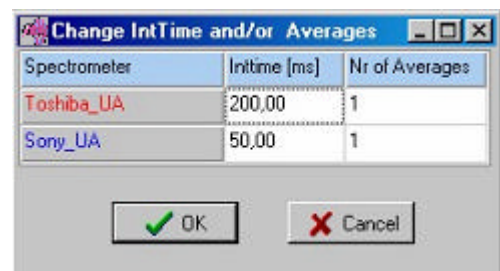 Change IntTime and/or Averages
Spectrometer Inttime [ms] Nr of Averages
Toshiba_UA 200,00 1
Sony_UA 50,00 1
OK Cancel